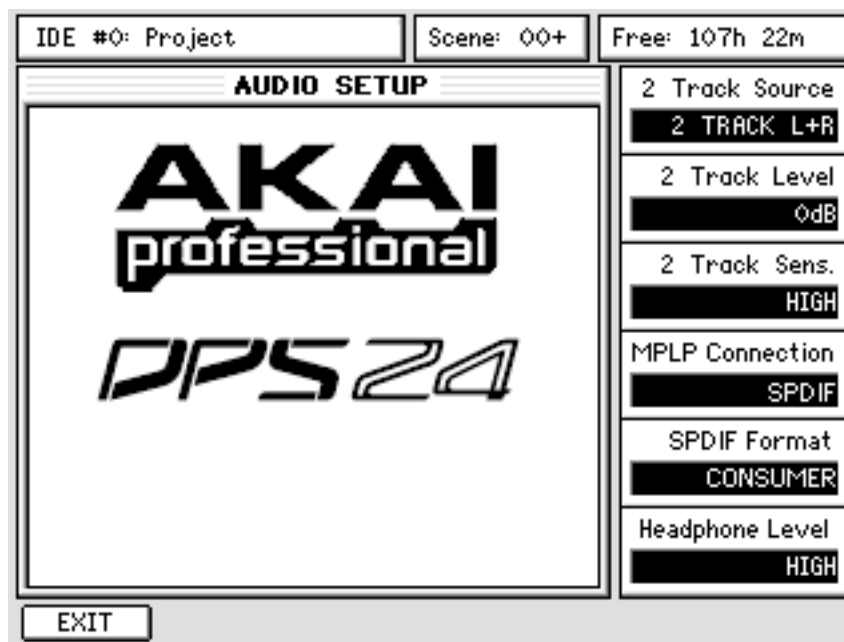 IDE #0: Project
Scene: 00+
Free: 107h 22m
AUDIO SETUP
AKAI
professional
DPS24
2 Track Source
2 TRACK L+R
2 Track Level
0dB
2 Track Sens.
HIGH
MPLP Connection
SPDIF
SPDIF Format
CONSUMER
Headphone Level
HIGH
EXIT